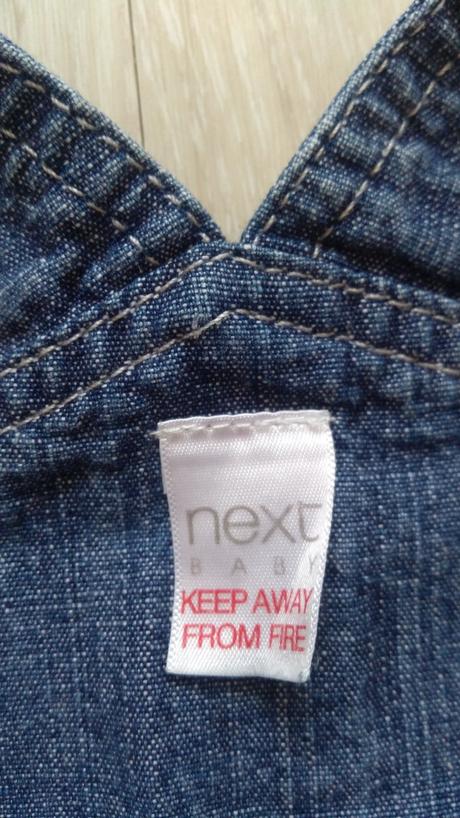 next
BABY
KEEP AWAY
FROM FIRE